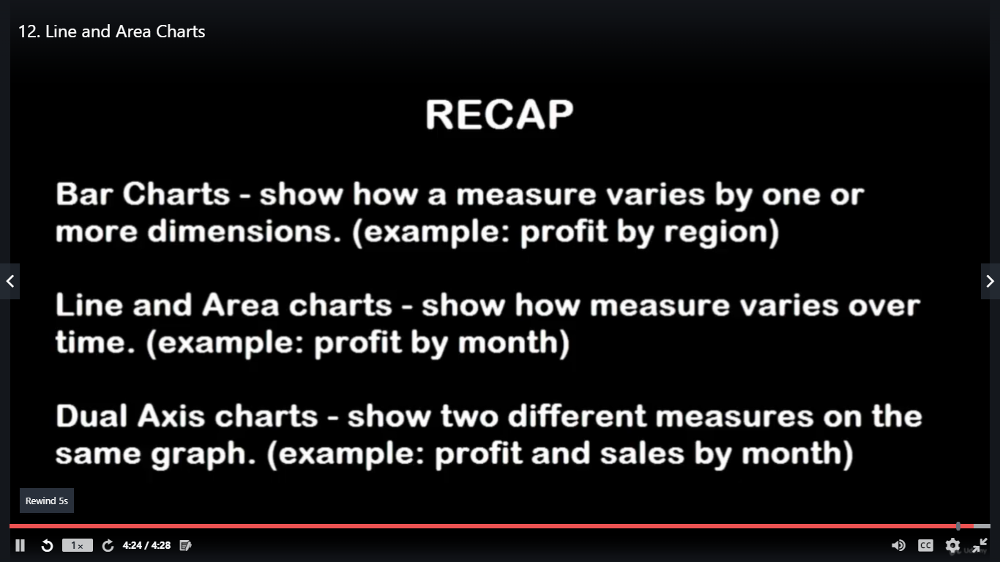 12. Line and Area Charts
RECAP
Bar Charts - show how a measure varies by one or
more dimensions. (example: profit by region)
Line and Area charts - show how measure varies over
time. (example: profit by month)
Dual Axis charts - show two different measures on the
same graph. (example: profit and sales by month)
Rewind 5s
1x 4:24 / 4:28 CC